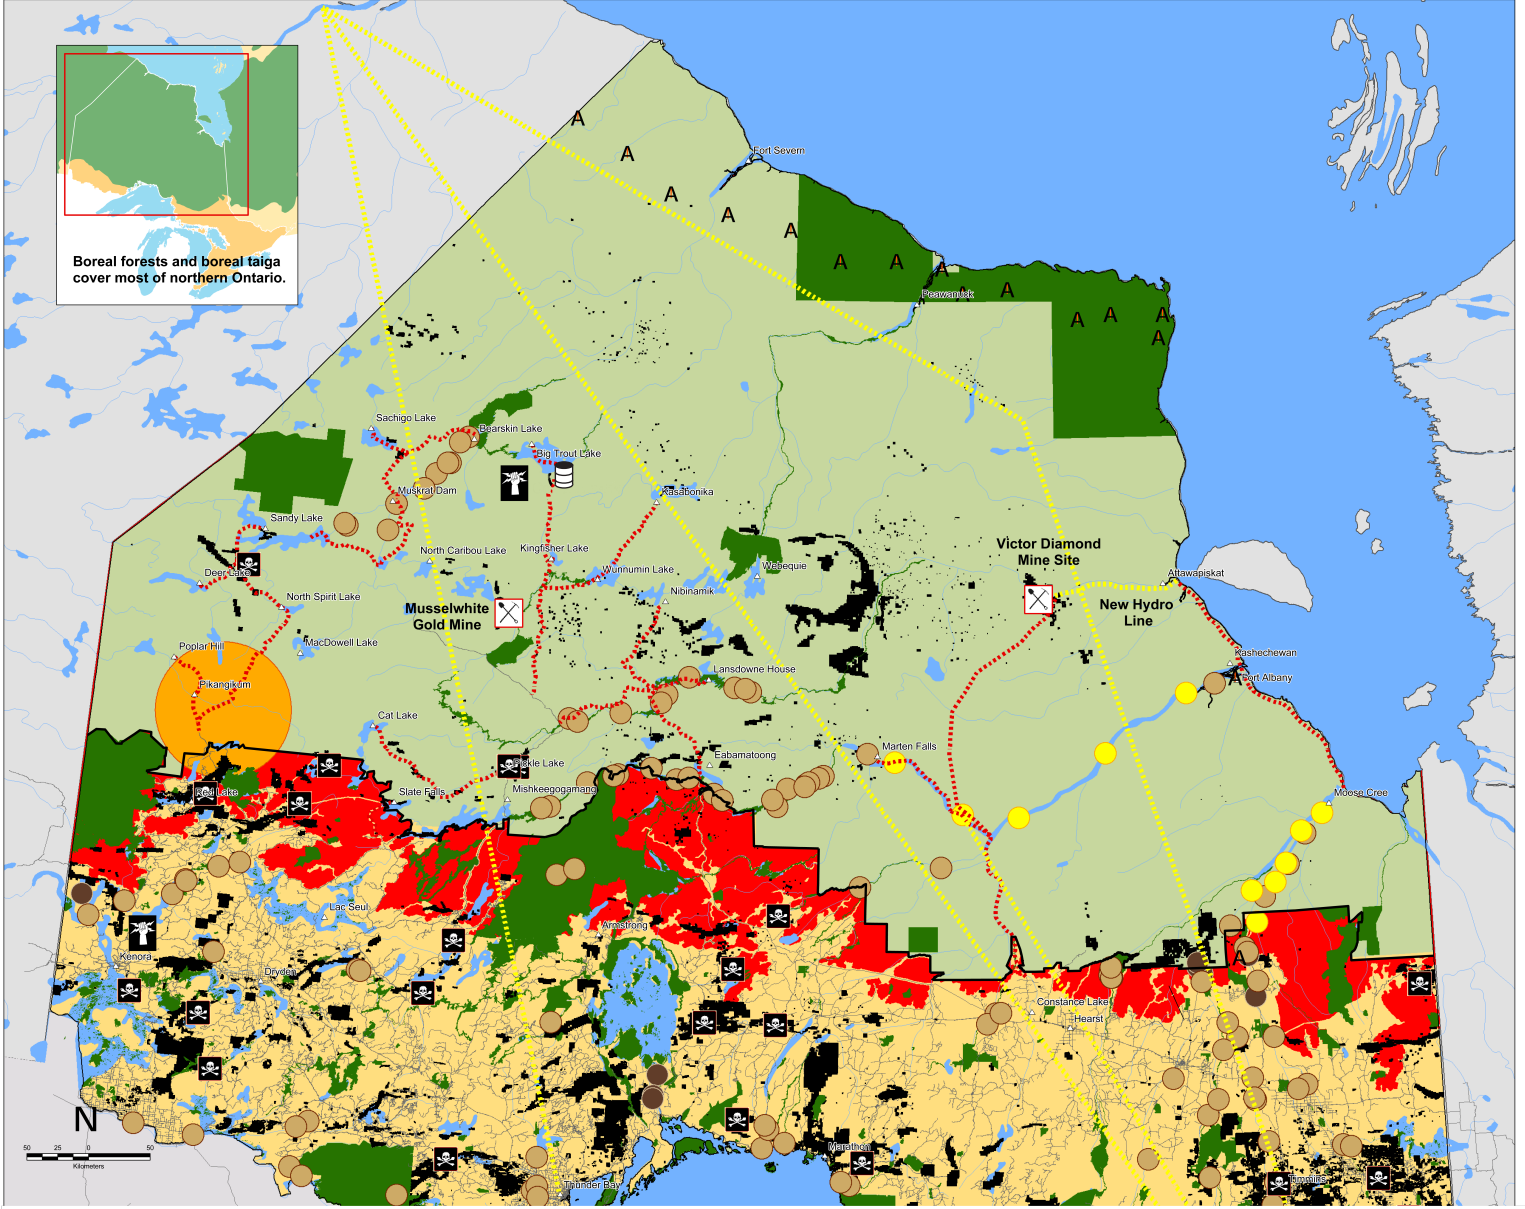 Boreal forests and boreal taiga
cover most of northern Ontario.
A
A
Fort Severn
A
A
A
A
A
A
Peawanuck
A
A
A
A
A
A
Sachigo Lake
Bearskin Lake
Big Trout Lake
Muskrat Dam
Kasabonika
Sandy Lake
North Caribou Lake
Kingfisher Lake
Victor Diamond
Mine Site
Deer Lake
Wunnumin Lake
Webequie
Attawapiskat
North Spirit Lake
Nibinamik
Musselwhite
Gold Mine
New Hydro
Line
Poplar Hill
MacDowell Lake
Kashechewan
Lansdowne House
A
Fort Albany
Pikangikum
Cat Lake
Marten Falls
Eabamatoong
Pickle Lake
Red Lake
Slate Falls
Mishkeegogamang
Moose Cree
Lac Seul
Armstrong
Kenora
A
Dryden
Constance Lake
Hearst
N
50 25 0 50
Kilometers
Marathon
Thunder Bay
Timmins